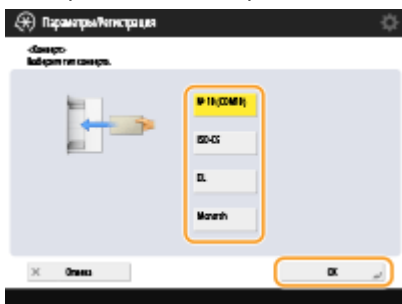 Параметры/Регистрация
<Конверт>
Выберите тип конверта.
№ 10 (COM10)
ISO-C5
DL
Monarch
Отмена
OK